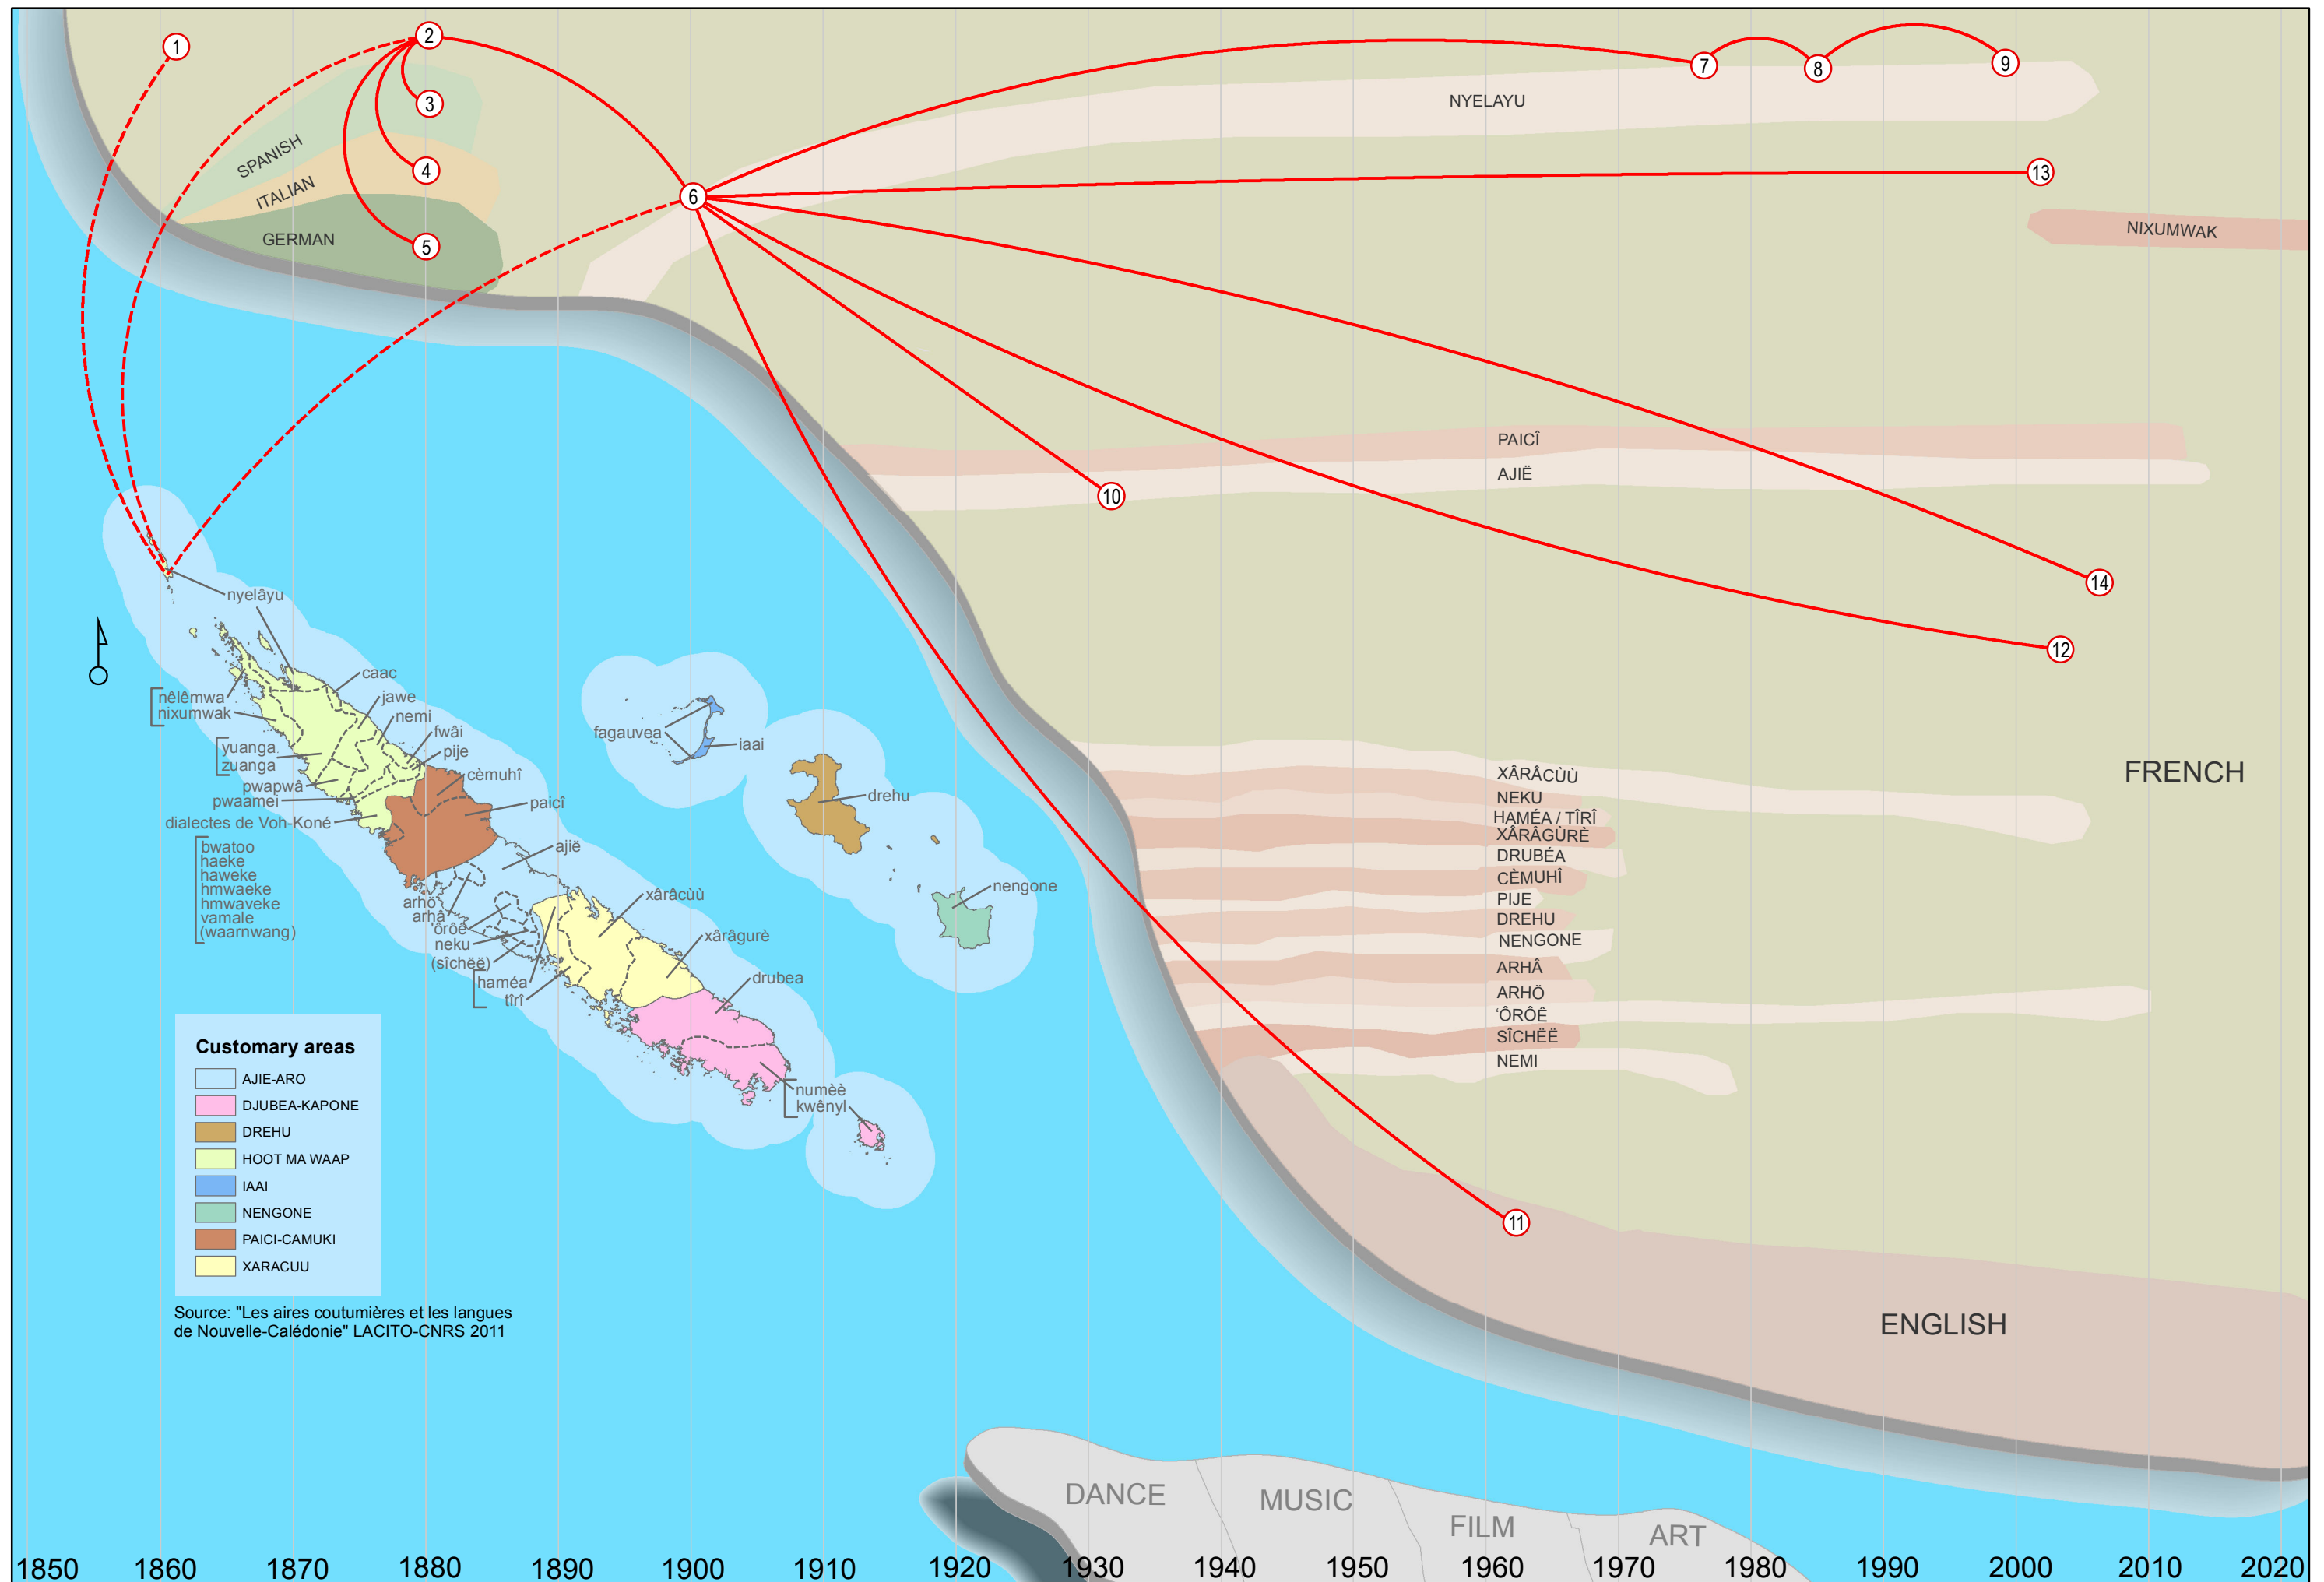 1
2
3
4
5
6
7
8
9
10
11
12
13
14
SPANISH
ITALIAN
GERMAN
NYELAYU
NIXUMWAK
PAICÎ
AJIË
FRENCH
XÂRÂCÙÙ
NEKU
HAMÉA / TÎRÎ
XÂRÂGÙRÈ
DRUBÉA
CÈMUHÎ
PIJE
DREHU
NENGONE
ARHÂ
ARHÖ
'ÔRÔÊ
SÎCHËË
NEMI
ENGLISH
nyelâyu
caac
nêlêmwa
nixumwak
jawe
nemi
fwâi
yuanga
zuanga
pije
pwapwâ
pwaamei
cèmuhî
dialectes de Voh-Koné
paicî
bwatoo
haeke
haweke
hmwaeke
hmwaveke
vamale
(waarnwang)
ajië
arhö
arhâ
ôrôê
neku
(sîchëë)
haméa
tîrî
xârâcùù
xârâgurè
drubea
numèè
kwênyI
fagauvea
iaai
drehu
nengone
Customary areas
AJIE-ARO
DJUBEA-KAPONE
DREHU
HOOT MA WAAP
IAAI
NENGONE
PAICI-CAMUKI
XARACUU
Source: "Les aires coutumières et les langues
de Nouvelle-Calédonie" LACITO-CNRS 2011
DANCE
MUSIC
FILM
ART
1850 1860 1870 1880 1890 1900 1910 1920 1930 1940 1950 1960 1970 1980 1990 2000 2010 2020